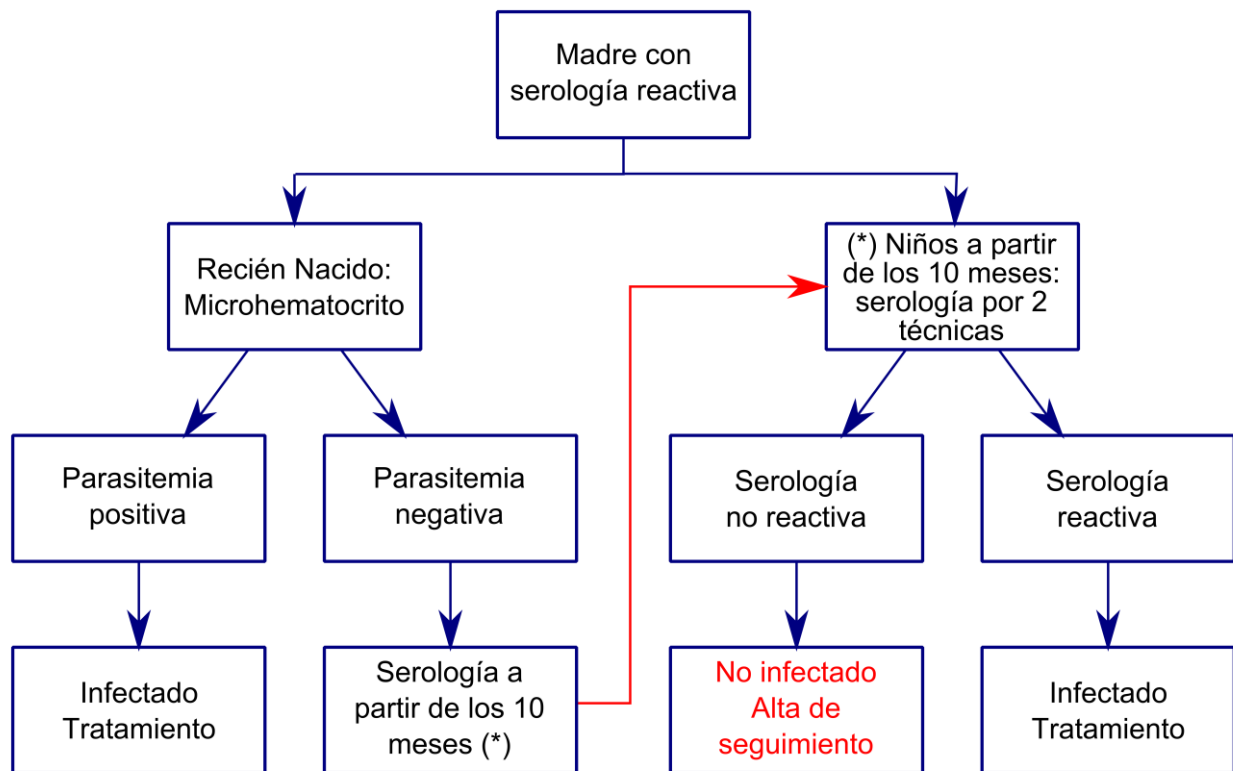 Madre con
serología reactiva
Recién Nacido:
Microhematocrito
(*) Niños a partir
de los 10 meses:
serología por 2
técnicas
Parasitemia
positiva
Parasitemia
negativa
Serología
no reactiva
Serología
reactiva
Infectado
Tratamiento
Serología a
partir de los 10
meses (*)
No infectado
Alta de
seguimiento
Infectado
Tratamiento